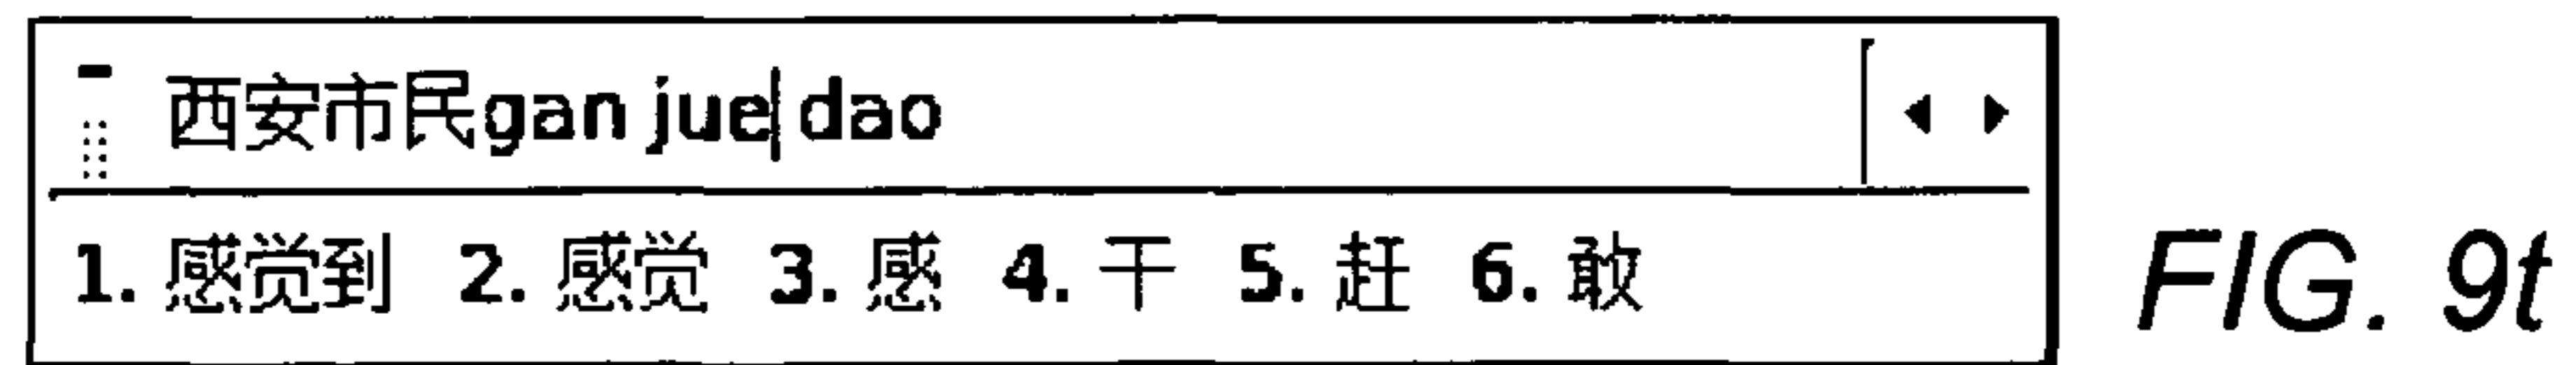 西安市民gan jue dao
1. 感觉到 2. 感觉 3. 感 4. 干 5. 赶 6. 敢
FIG. 9t